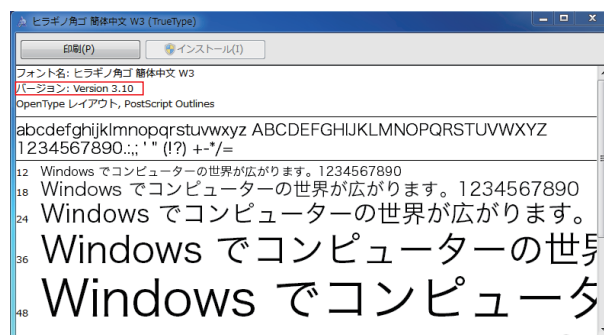 ヒラギノ角ゴ 簡体中文 W3 (TrueType)
印刷(P)
インストール(I)
フォント名: ヒラギノ角ゴ 簡体中文 W3
バージョン: Version 3.10
OpenType レイアウト, PostScript Outlines
abcdefghijklmnopqrstuvwxyz ABCDEFGHIJKLMNOPQRSTUVWXYZ
1234567890.:,; ' " (!?) +-*/=
12 Windows でコンピューターの世界が広がります。1234567890
18 Windows でコンピューターの世界が広がります。1234567890
24 Windows でコンピューターの世界が広がります。
36 Windows でコンピューターの世界
48 Windows でコンピュータ